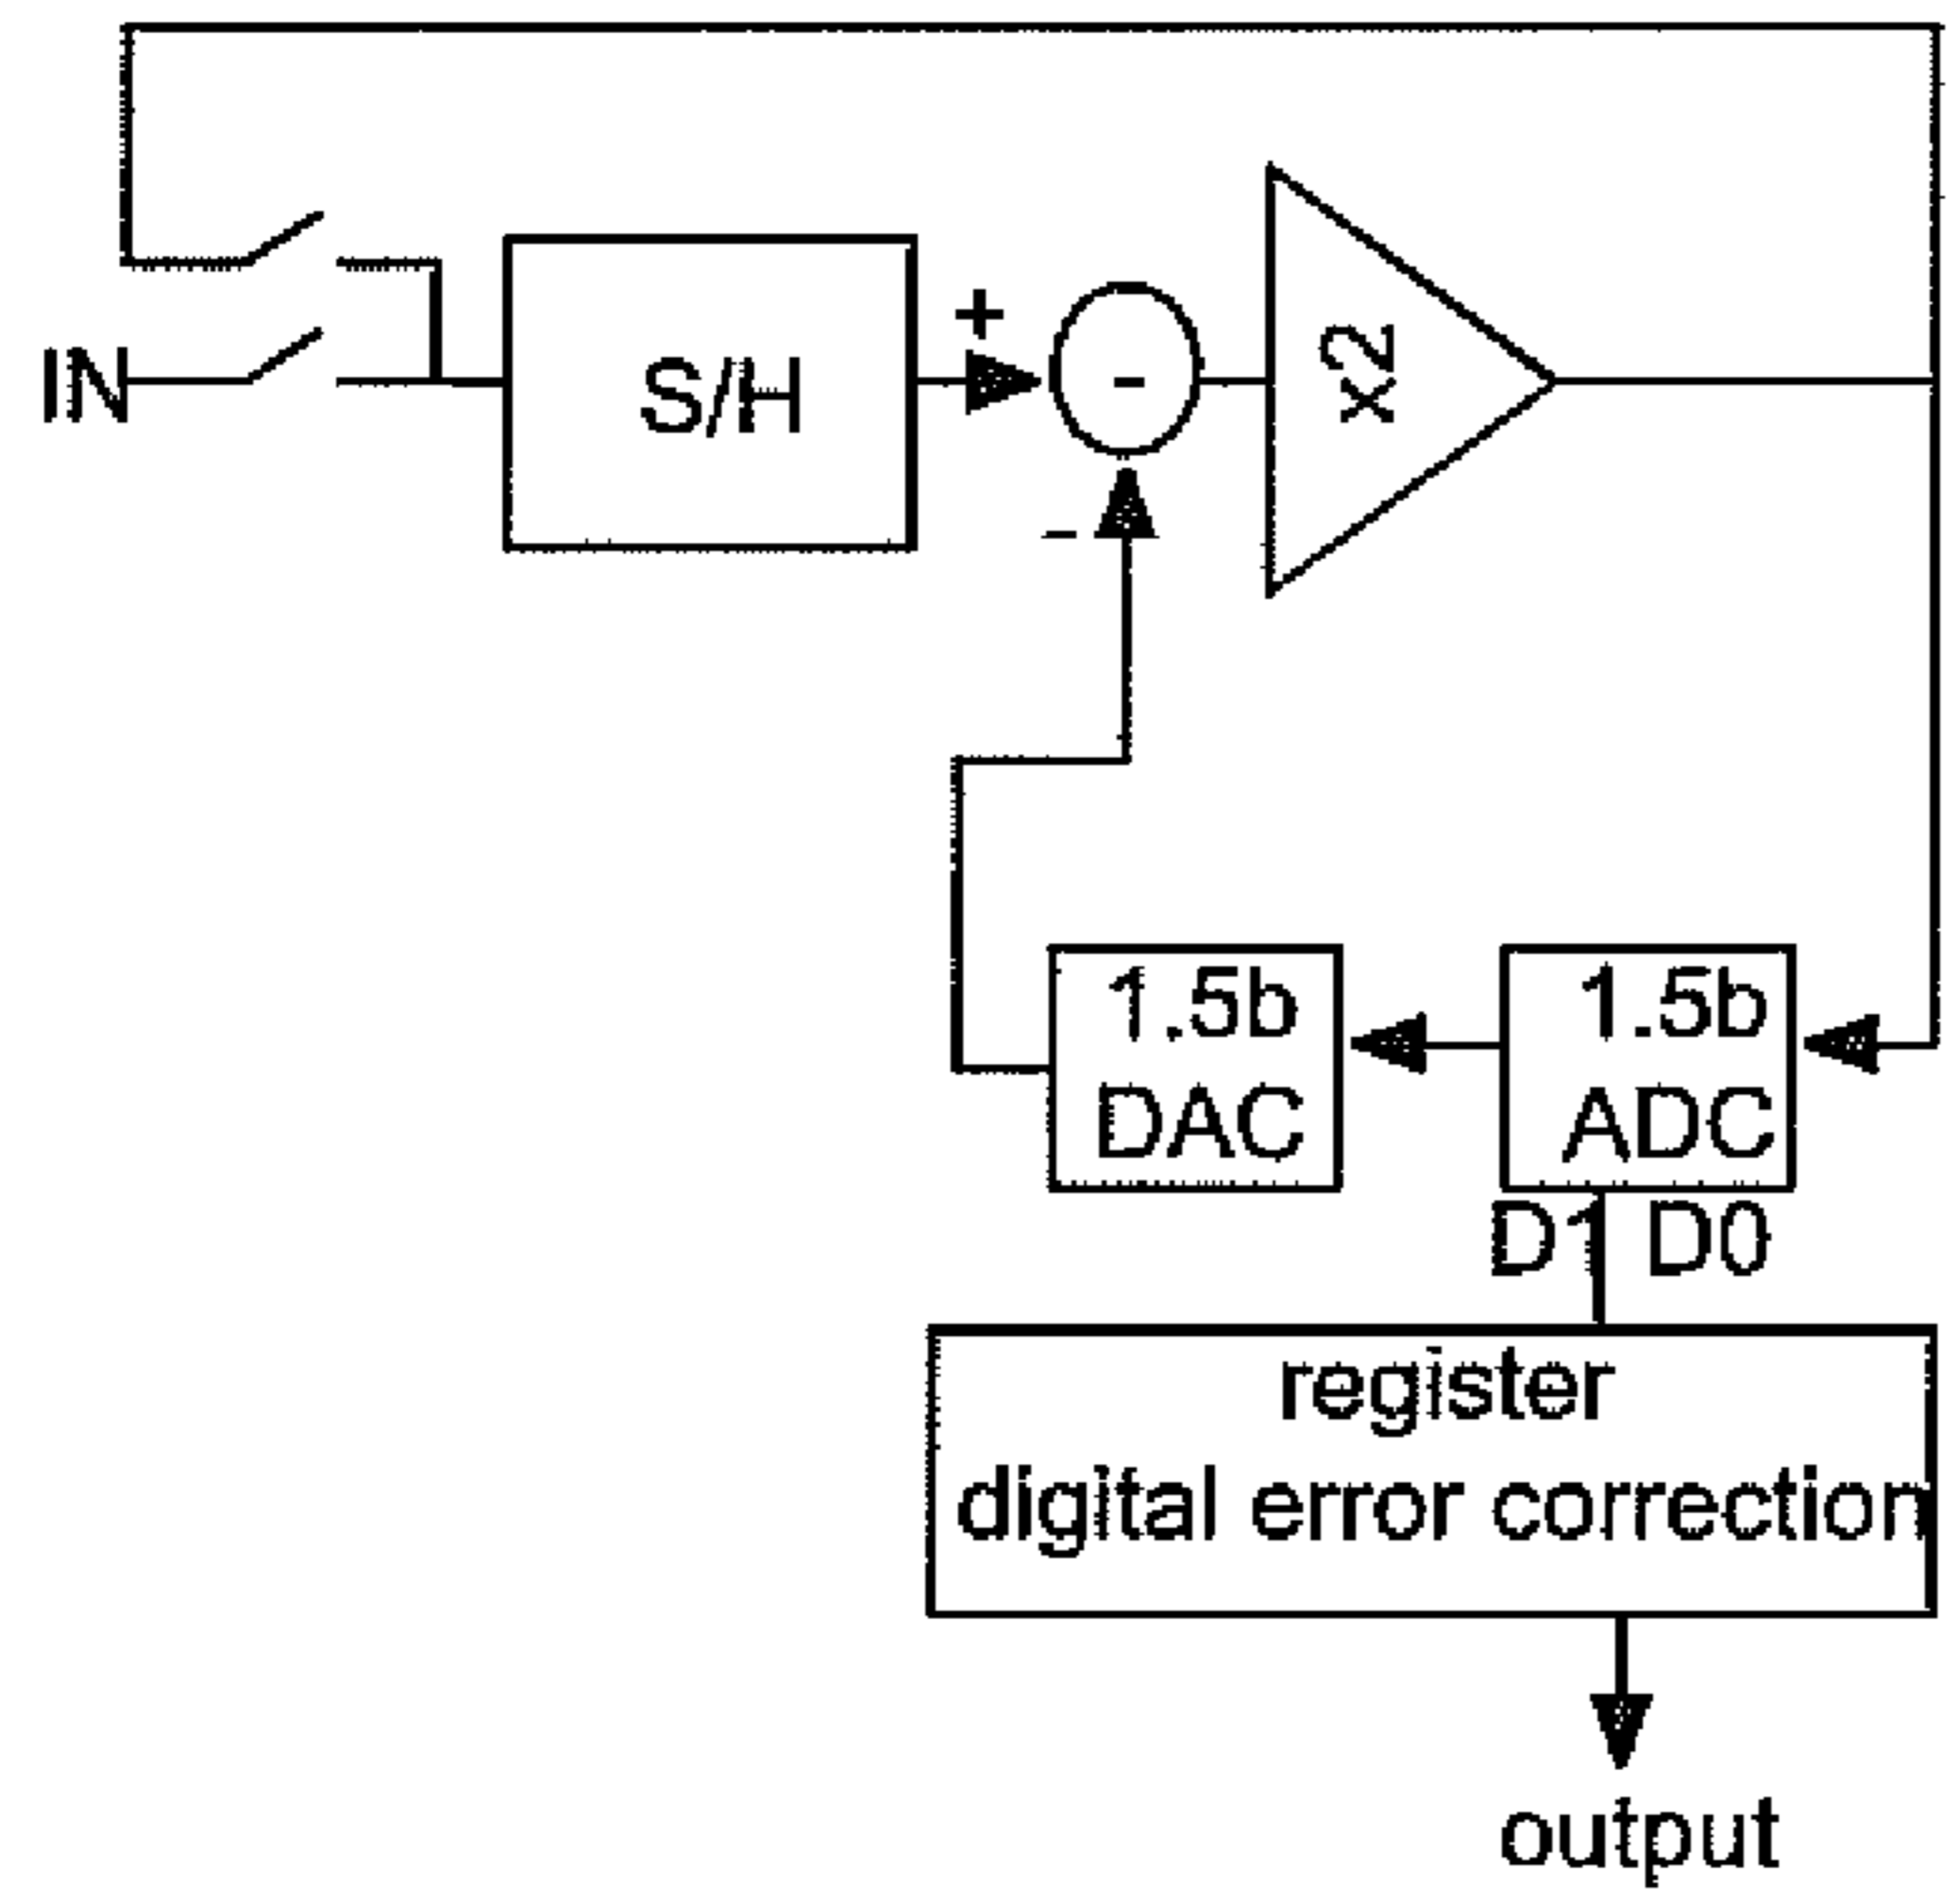 IN
S/H
+
-
-
x2
1.5b
DAC
1.5b
ADC
D1 D0
register
digital error correction
output